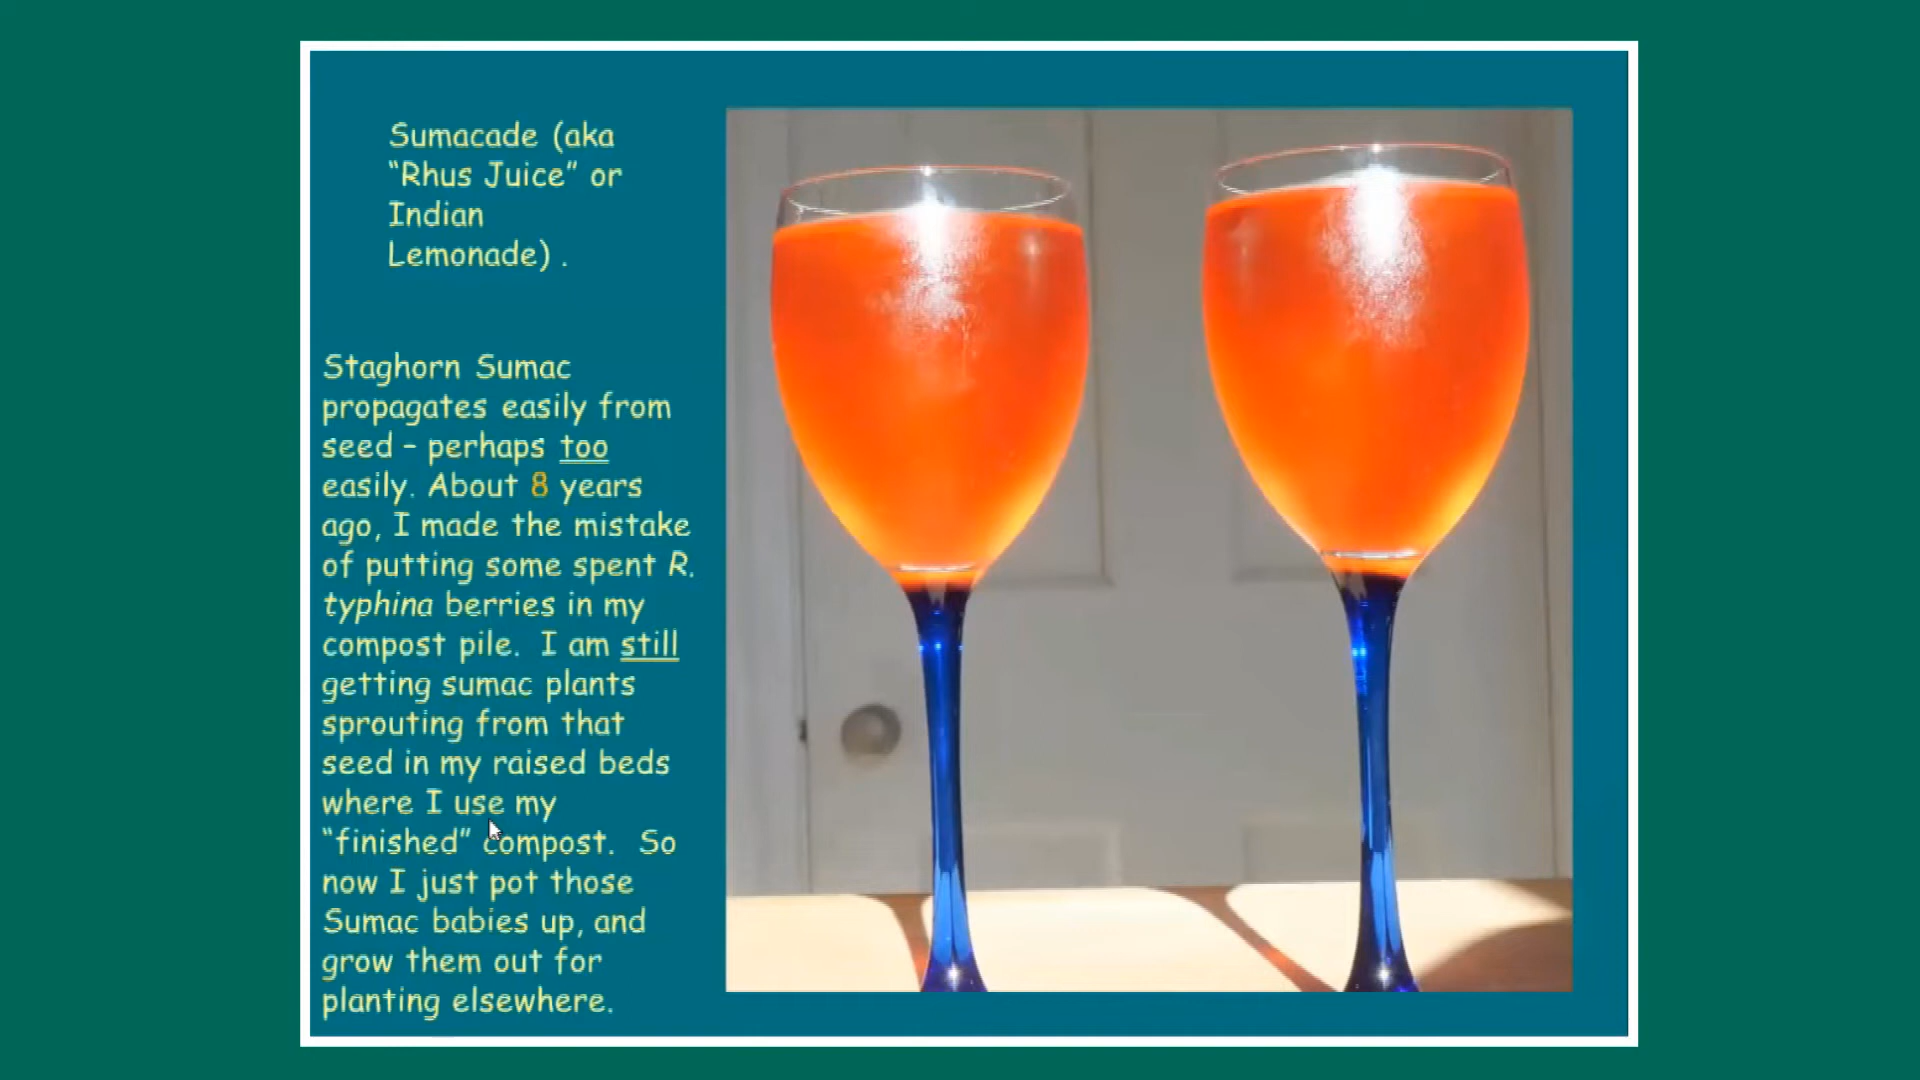 Sumacade (aka
“Rhus Juice” or
Indian
Lemonade) .
Staghorn Sumac
propagates easily from
seed – perhaps too
easily. About 8 years
ago, I made the mistake
of putting some spent R.
typhina berries in my
compost pile.  I am still
getting sumac plants
sprouting from that
seed in my raised beds
where I use my
“finished” compost.  So
now I just pot those
Sumac babies up, and
grow them out for
planting elsewhere.